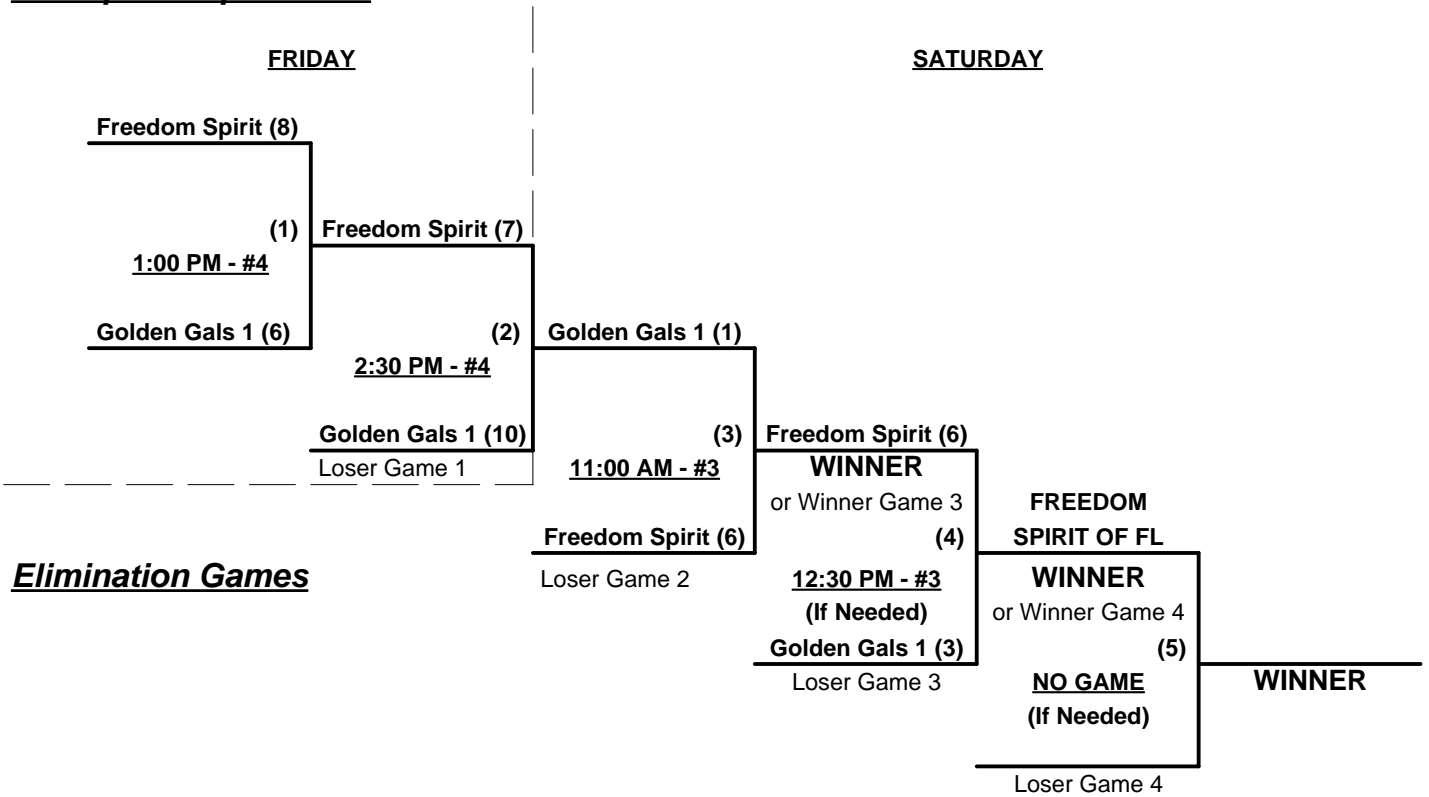 FRIDAY
SATURDAY
Freedom Spirit (8)
(1)
Freedom Spirit (7)
1:00 PM - #4
Golden Gals 1 (6)
(2)
Golden Gals 1 (1)
2:30 PM - #4
Golden Gals 1 (10)
(3)
Freedom Spirit (6)
Loser Game 1
11:00 AM - #3
WINNER
or Winner Game 3
FREEDOM
Freedom Spirit (6)
(4)
SPIRIT OF FL
Elimination Games
Loser Game 2
12:30 PM - #3
WINNER
(If Needed)
or Winner Game 4
Golden Gals 1 (3)
(5)
Loser Game 3
NO GAME
WINNER
(If Needed)
Loser Game 4